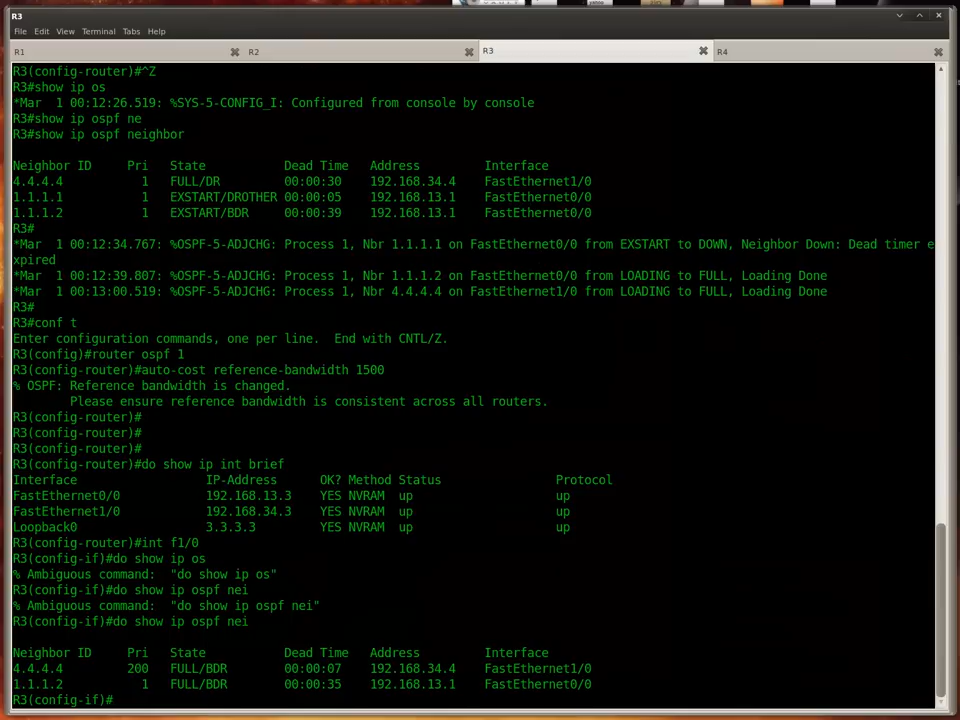 R3
File Edit View Terminal Tabs Help
R1 R2 R3 R4
R3(config-router)#^Z
R3#show ip os
*Mar  1 00:12:26.519: %SYS-5-CONFIG_I: Configured from console by console
R3#show ip ospf ne
R3#show ip ospf neighbor
Neighbor ID     Pri   State           Dead Time   Address         Interface
4.4.4.4           1   FULL/DR         00:00:30    192.168.34.4    FastEthernet1/0
1.1.1.1           1   EXSTART/DROTHER 00:00:05    192.168.13.1    FastEthernet0/0
1.1.1.2           1   EXSTART/BDR     00:00:39    192.168.13.1    FastEthernet0/0
R3#
*Mar  1 00:12:34.767: %OSPF-5-ADJCHG: Process 1, Nbr 1.1.1.1 on FastEthernet0/0 from EXSTART to DOWN, Neighbor Down: Dead timer e
xpired
*Mar  1 00:12:39.807: %OSPF-5-ADJCHG: Process 1, Nbr 1.1.1.2 on FastEthernet0/0 from LOADING to FULL, Loading Done
*Mar  1 00:13:00.519: %OSPF-5-ADJCHG: Process 1, Nbr 4.4.4.4 on FastEthernet1/0 from LOADING to FULL, Loading Done
R3#
R3#conf t
Enter configuration commands, one per line.  End with CNTL/Z.
R3(config)#router ospf 1
R3(config-router)#auto-cost reference-bandwidth 1500
% OSPF: Reference bandwidth is changed.
        Please ensure reference bandwidth is consistent across all routers.
R3(config-router)#
R3(config-router)#
R3(config-router)#
R3(config-router)#do show ip int brief
Interface                  IP-Address      OK? Method Status                Protocol
FastEthernet0/0            192.168.13.3    YES NVRAM  up                    up
FastEthernet1/0            192.168.34.3    YES NVRAM  up                    up
Loopback0                  3.3.3.3         YES NVRAM  up                    up
R3(config-router)#int f1/0
R3(config-if)#do show ip os
% Ambiguous command:  "do show ip os"
R3(config-if)#do show ip ospf nei
% Ambiguous command:  "do show ip ospf nei"
R3(config-if)#do show ip ospf nei
Neighbor ID     Pri   State           Dead Time   Address         Interface
4.4.4.4         200   FULL/BDR        00:00:07    192.168.34.4    FastEthernet1/0
1.1.1.2           1   FULL/BDR        00:00:35    192.168.13.1    FastEthernet0/0
R3(config-if)#